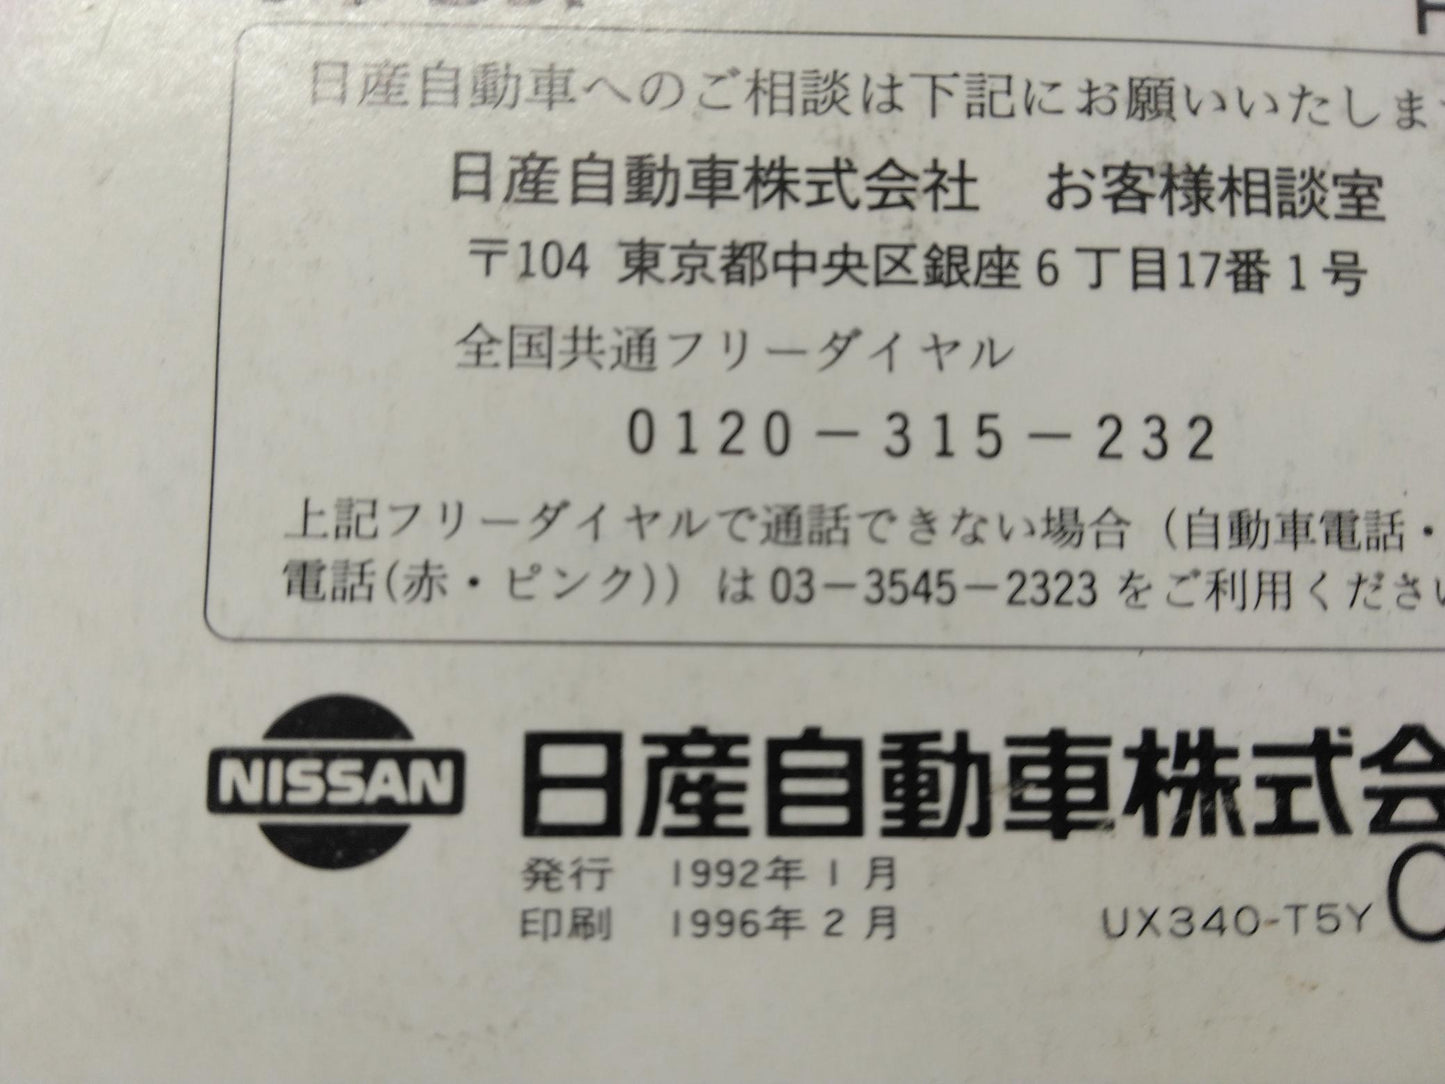 日産自動車へのご相談は下記にお願いいたしま
日産自動車株式会社　お客様相談室
〒104 東京都中央区銀座6丁目17番1号
全国共通フリーダイヤル
0120－315－232
上記フリーダイヤルで通話できない場合（自動車電話・
電話(赤・ピンク)）は03－3545－2323をご利用くださ
NISSAN
日産自動車株式会
発行　1992年1月
印刷　1996年2月
UX340-T5Y